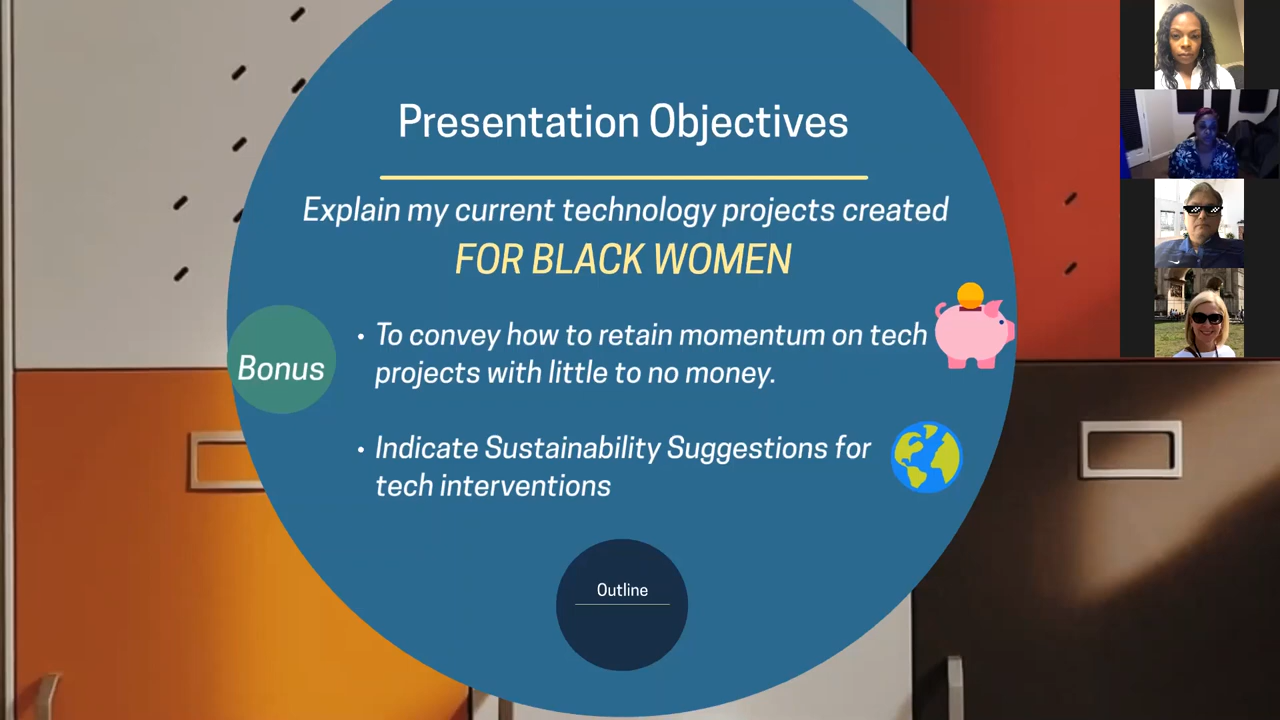 Presentation Objectives
Explain my current technology projects created
FOR BLACK WOMEN
Bonus
• To convey how to retain momentum on tech
projects with little to no money.
• Indicate Sustainability Suggestions for
tech interventions
Outline